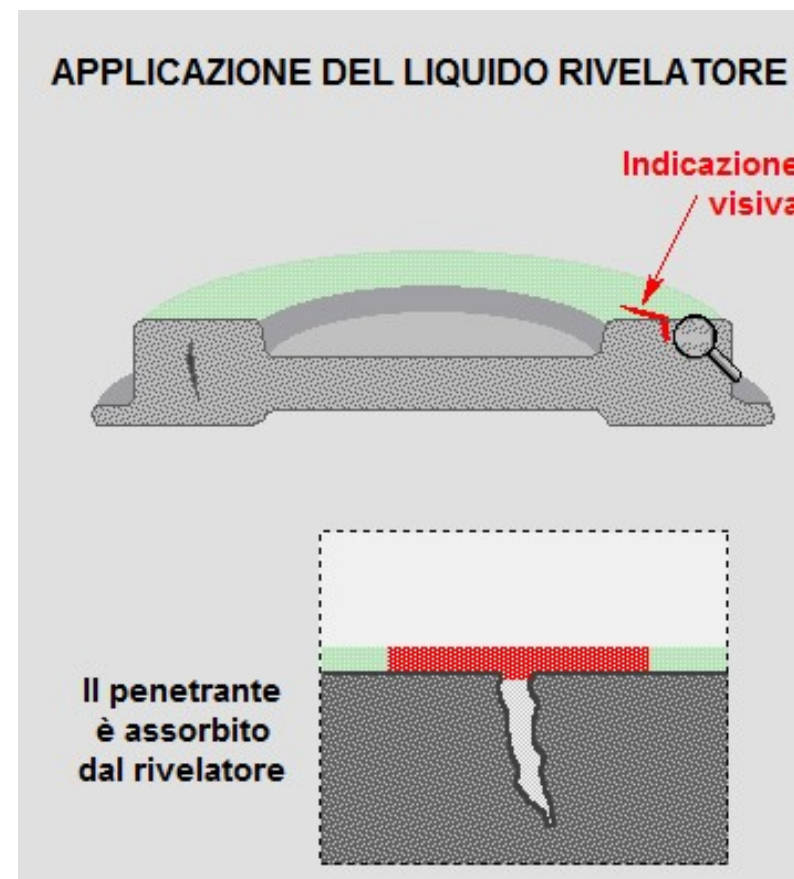 APPLICAZIONE DEL LIQUIDO RIVELATORE
Indicazione
visiva
Il penetrante
è assorbito
dal rivelatore